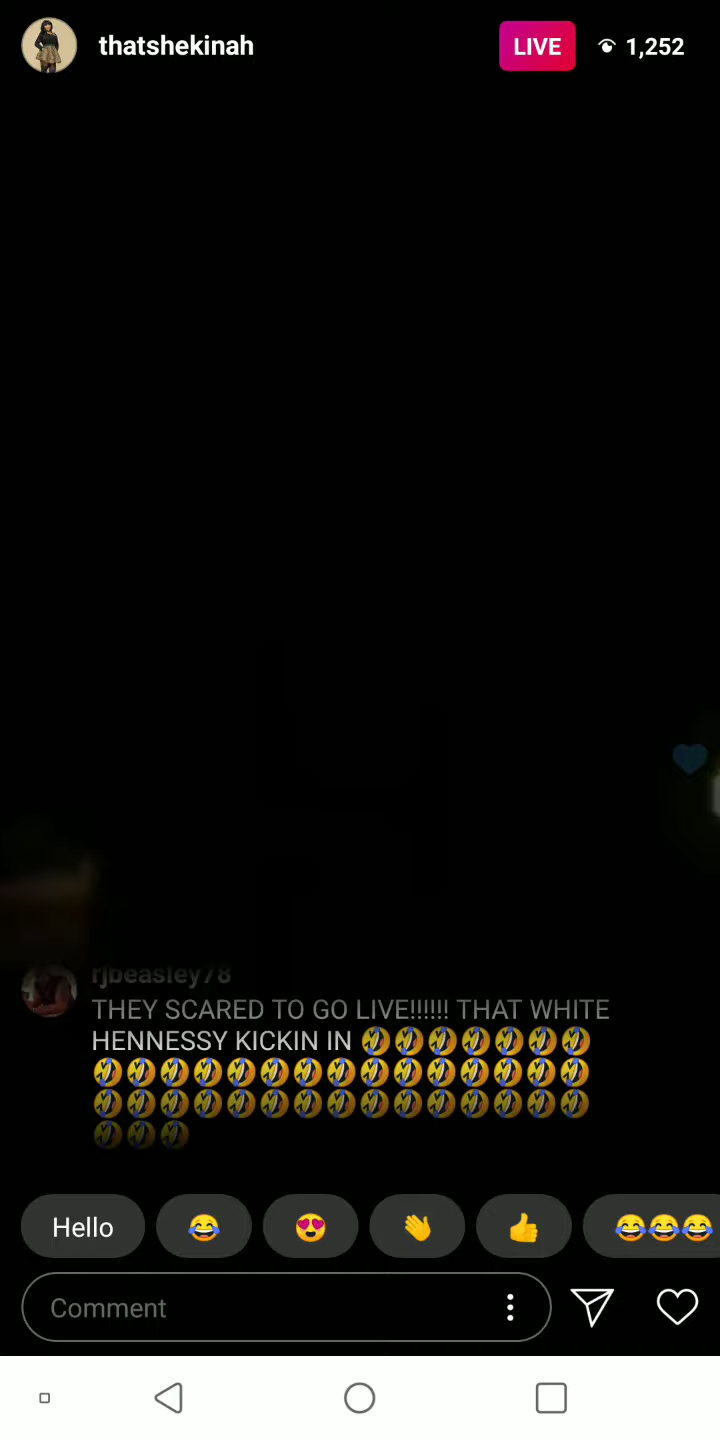 thatshekinah LIVE 1,252
rjbeasley78
THEY SCARED TO GO LIVE!!!!!! THAT WHITE
HENNESSY KICKIN IN 🤣🤣🤣🤣🤣🤣🤣
🤣🤣🤣🤣🤣🤣🤣🤣🤣🤣🤣🤣🤣🤣🤣
🤣🤣🤣🤣🤣🤣🤣🤣🤣🤣🤣🤣🤣🤣🤣
🤣🤣🤣
Hello 😂 😍 👋 👍 😂😂😂
Comment